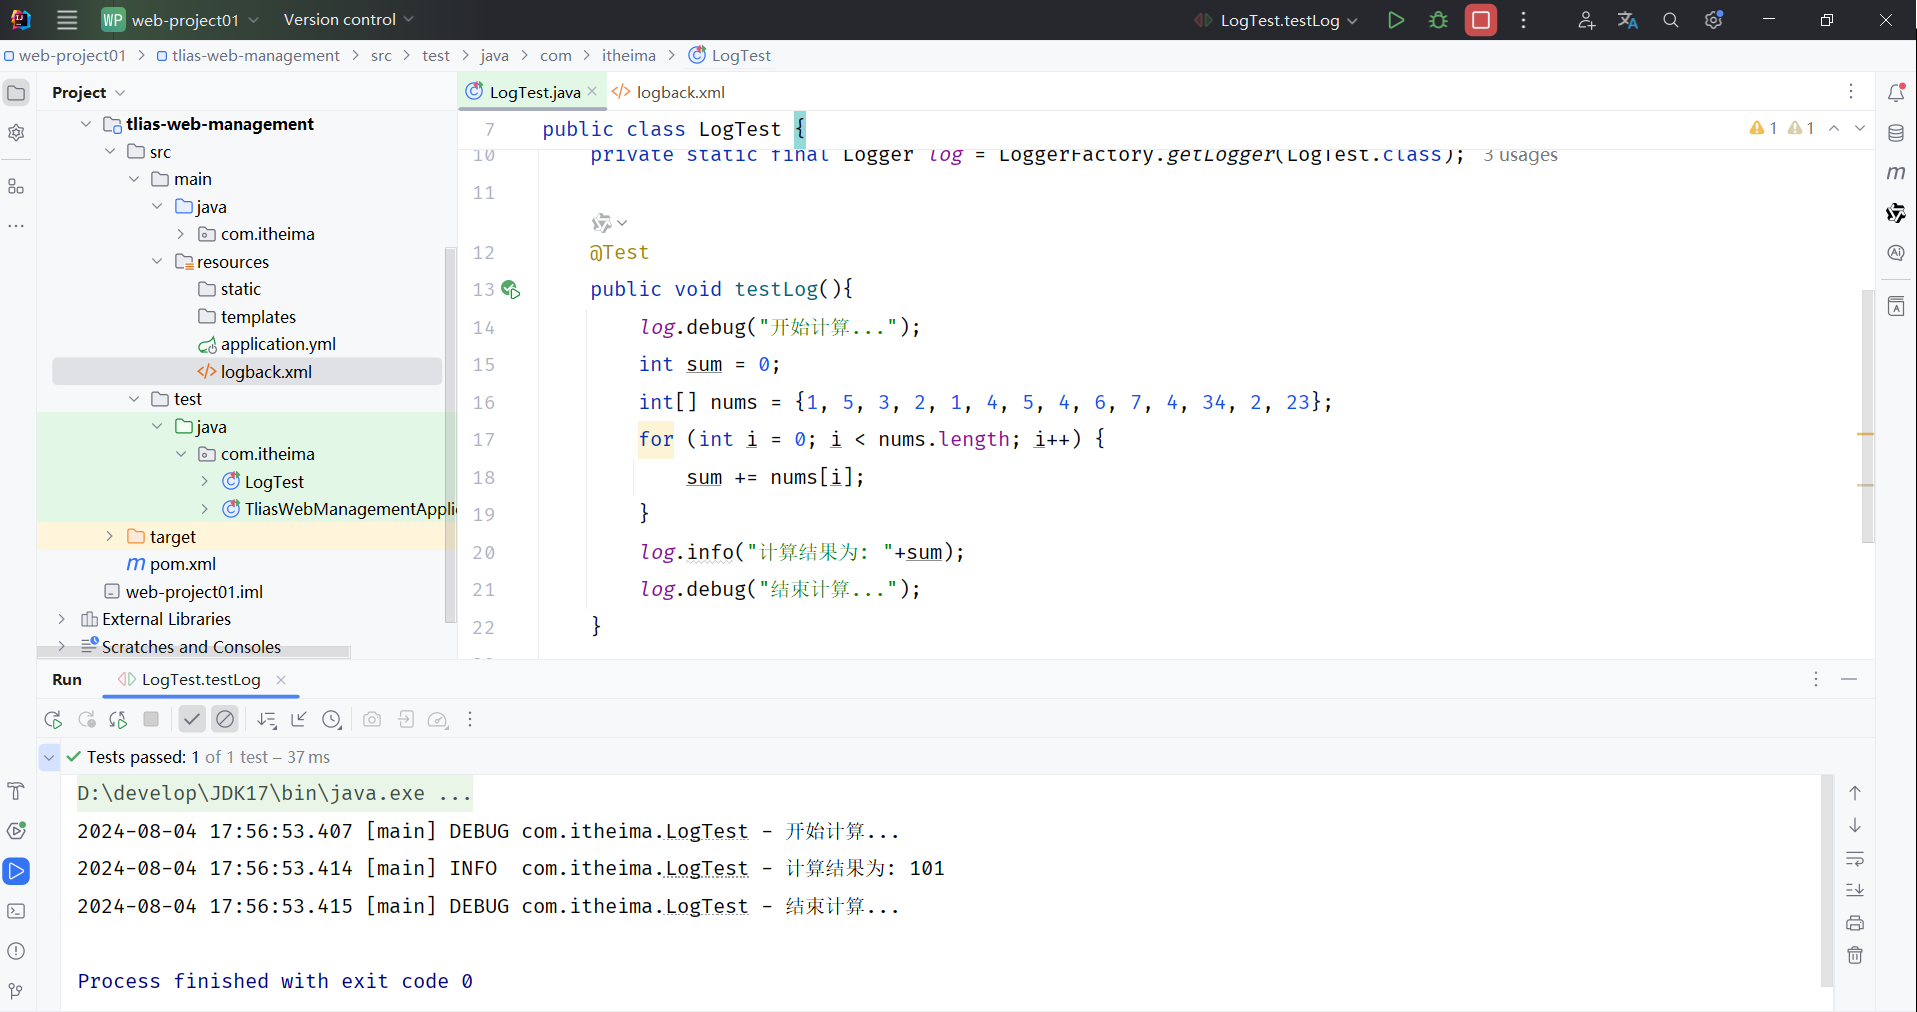 WP web-project01 Version control LogTest.testLog
web-project01 > tlias-web-management > src > test > java > com > itheima > LogTest
Project
tlias-web-management
src
main
java
com.itheima
resources
static
templates
application.yml
logback.xml
test
java
com.itheima
LogTest
TliasWebManagementAppli
target
pom.xml
web-project01.iml
External Libraries
Scratches and Consoles
LogTest.java logback.xml
7 public class LogTest { 1 1
10 private static final Logger log = LoggerFactory.getLogger(LogTest.class); 3 usages
11
12 @Test
13 public void testLog(){
14 log.debug("开始计算...");
15 int sum = 0;
16 int[] nums = {1, 5, 3, 2, 1, 4, 5, 4, 6, 7, 4, 34, 2, 23};
17 for (int i = 0; i < nums.length; i++) {
18 sum += nums[i];
19 }
20 log.info("计算结果为: "+sum);
21 log.debug("结束计算...");
22 }
Run LogTest.testLog
Tests passed: 1 of 1 test – 37 ms
D:\develop\JDK17\bin\java.exe ...
2024-08-04 17:56:53.407 [main] DEBUG com.itheima.LogTest - 开始计算...
2024-08-04 17:56:53.414 [main] INFO  com.itheima.LogTest - 计算结果为: 101
2024-08-04 17:56:53.415 [main] DEBUG com.itheima.LogTest - 结束计算...
Process finished with exit code 0